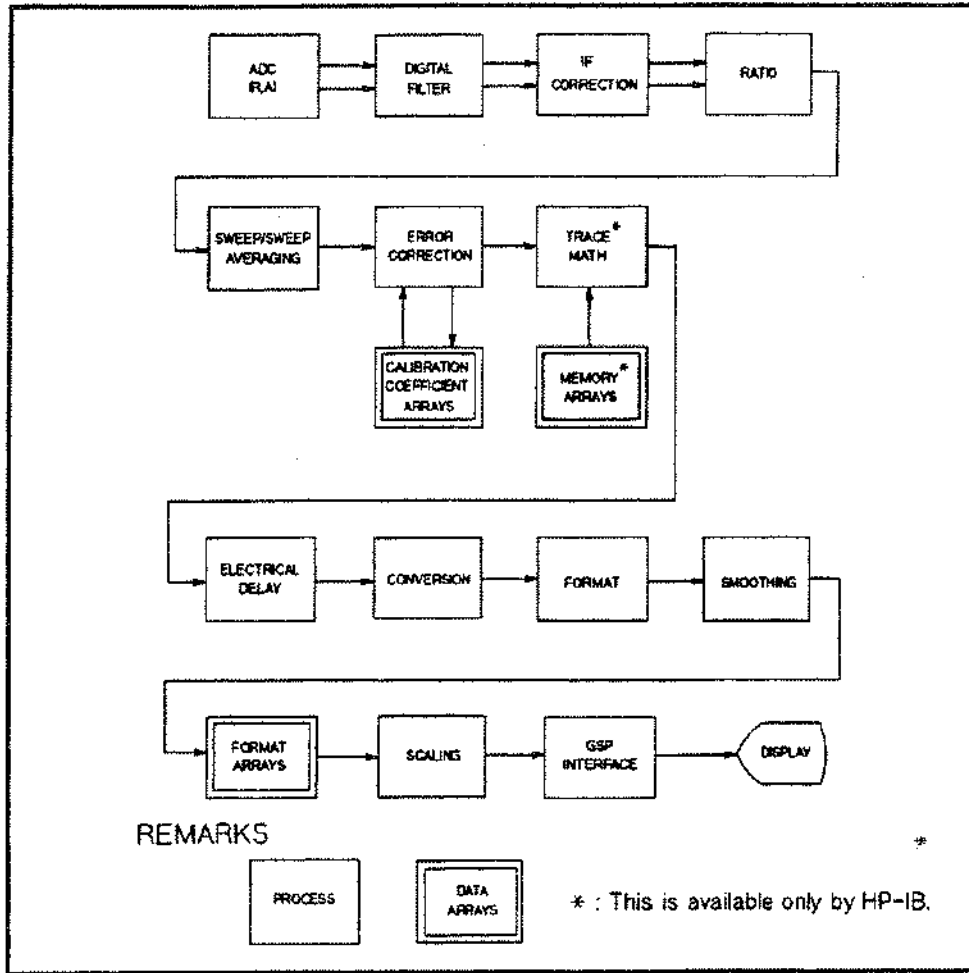 ADC
(R,A)
DIGITAL
FILTER
IF
CORRECTION
RATIO
SWEEP/SWEEP
AVERAGING
ERROR
CORRECTION
TRACE*
MATH
CALIBRATION
COEFFICIENT
ARRAYS
MEMORY*
ARRAYS
ELECTRICAL
DELAY
CONVERSION
FORMAT
SMOOTHING
FORMAT
ARRAYS
SCALING
GSP
INTERFACE
DISPLAY
REMARKS
*
PROCESS
DATA
ARRAYS
* : This is available only by HP-IB.